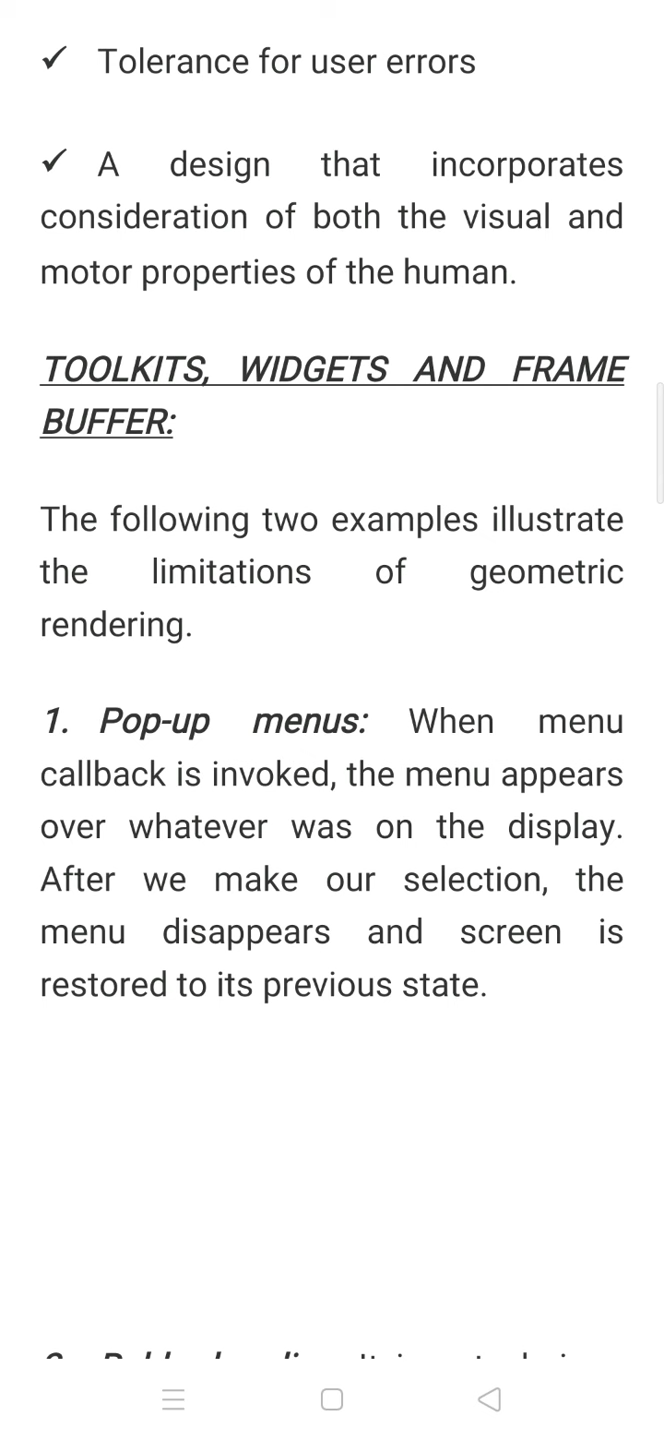 ✓ Tolerance for user errors
✓ A design that incorporates
consideration of both the visual and
motor properties of the human.
TOOLKITS, WIDGETS AND FRAME
BUFFER:
The following two examples illustrate
the limitations of geometric
rendering.
1. Pop-up menus: When menu
callback is invoked, the menu appears
over whatever was on the display.
After we make our selection, the
menu disappears and screen is
restored to its previous state.